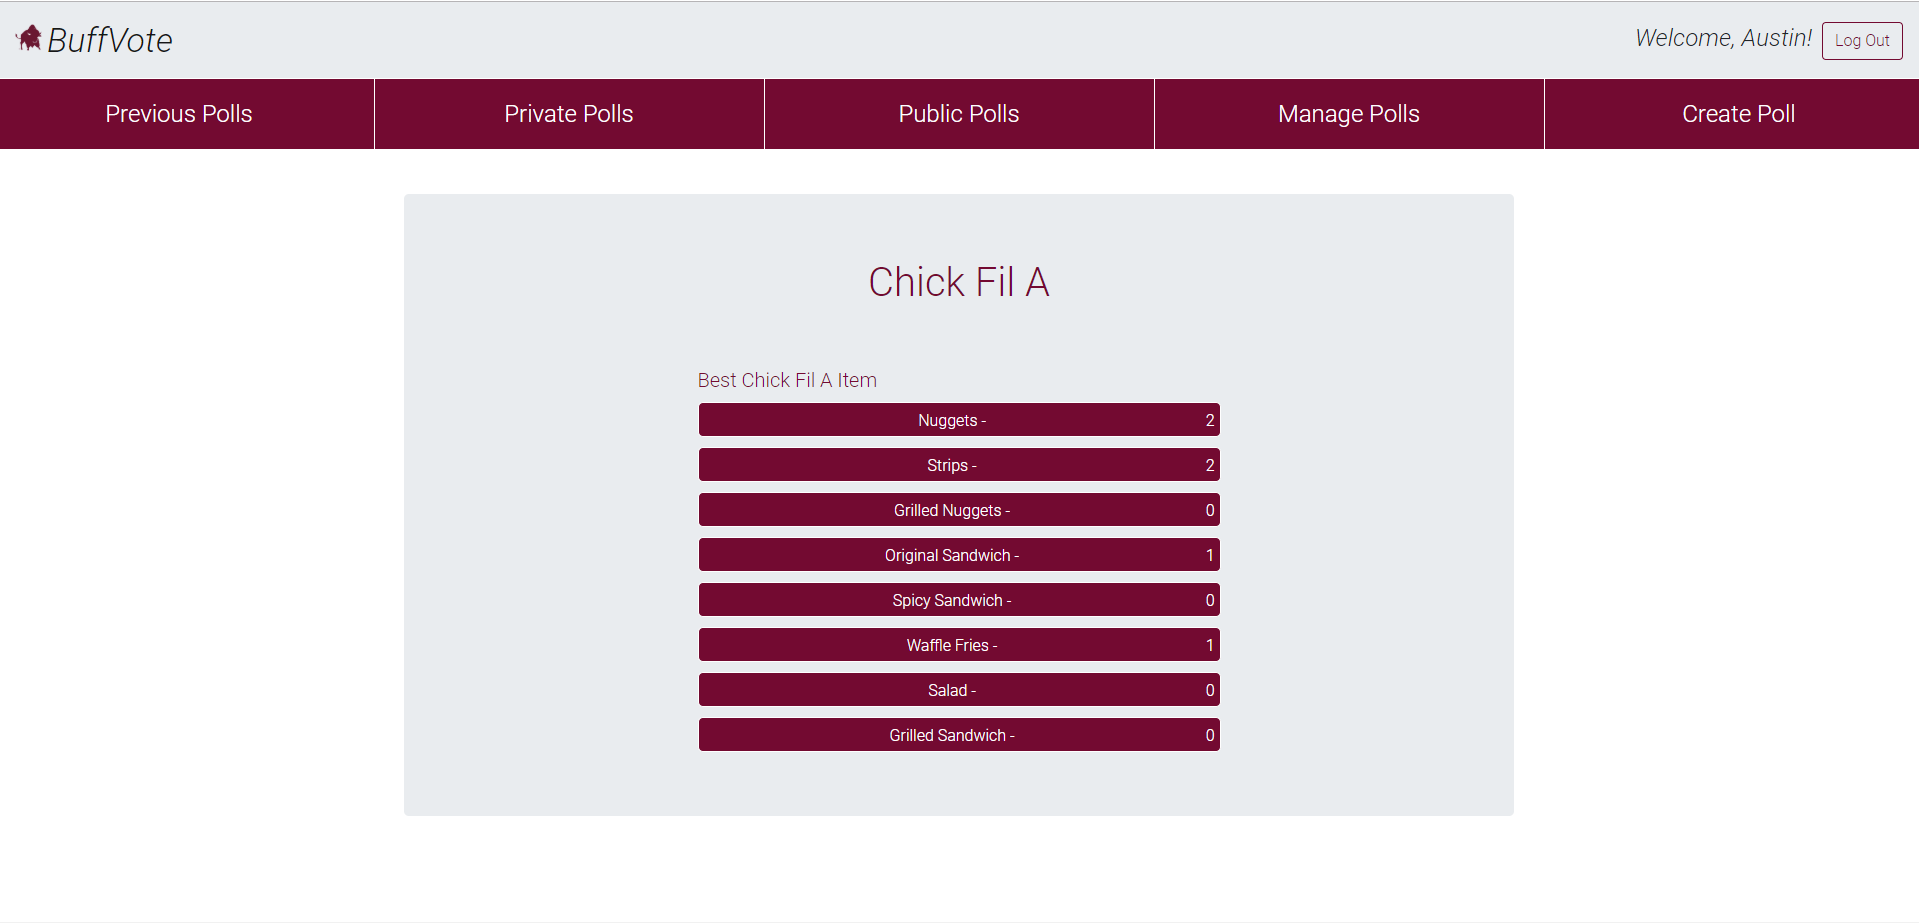 BuffVote
Welcome, Austin! Log Out
Previous Polls Private Polls Public Polls Manage Polls Create Poll
Chick Fil A
Best Chick Fil A Item
Nuggets - 2
Strips - 2
Grilled Nuggets - 0
Original Sandwich - 1
Spicy Sandwich - 0
Waffle Fries - 1
Salad - 0
Grilled Sandwich - 0